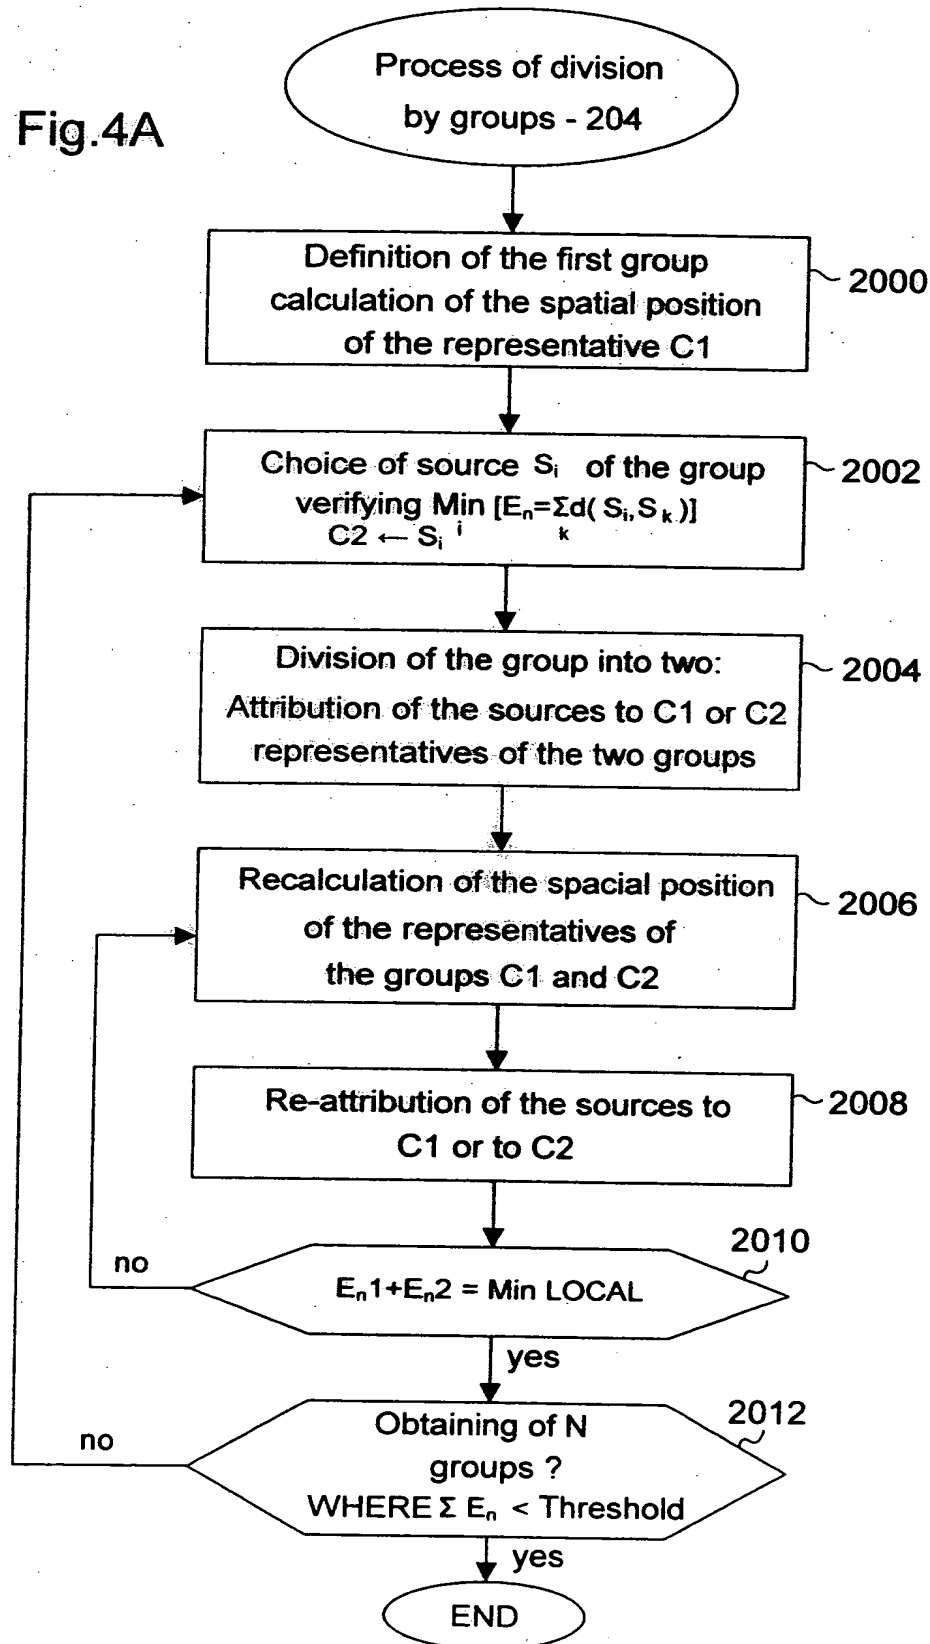 Fig.4A
Process of division
by groups - 204
Definition of the first group
calculation of the spatial position
of the representative C1
2000
Choice of source Si of the group
verifying Min [En=Σd( Si,Sk)]
i k
C2 ← Si
2002
Division of the group into two:
Attribution of the sources to C1 or C2
representatives of the two groups
2004
Recalculation of the spacial position
of the representatives of
the groups C1 and C2
2006
Re-attribution of the sources to
C1 or to C2
2008
En1+En2 = Min LOCAL
2010
no
yes
Obtaining of N
groups ?
WHERE Σ En < Threshold
2012
no
yes
END